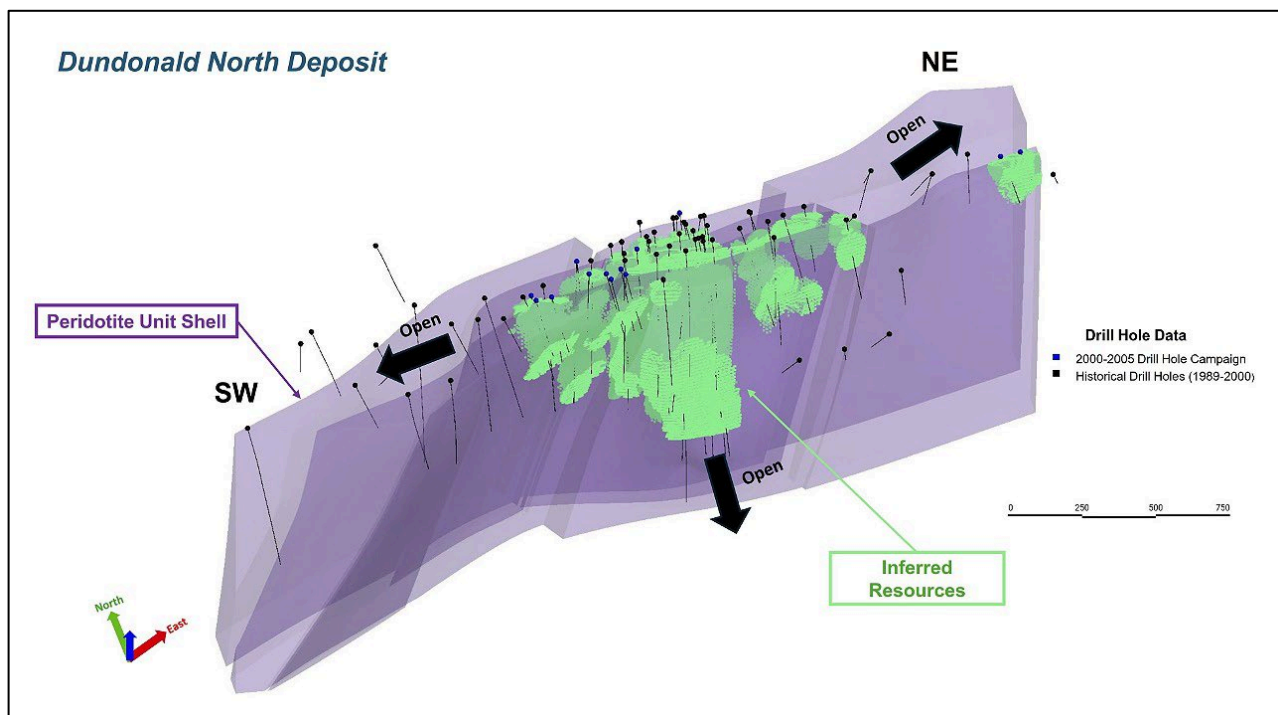 Dundonald North Deposit
NE
Open
Peridotite Unit Shell
Open
SW
Drill Hole Data
2000-2005 Drill Hole Campaign
Historical Drill Holes (1989-2000)
Open
0 250 500 750
Inferred
Resources
North
East